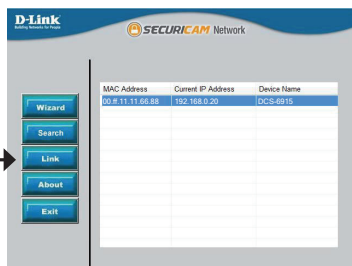 D-Link
Building Networks for People
SECURICAM Network
MAC Address Current IP Address Device Name
00.ff.11.11.66.88 192.168.0.20 DCS-6915
Wizard
Search
Link
About
Exit